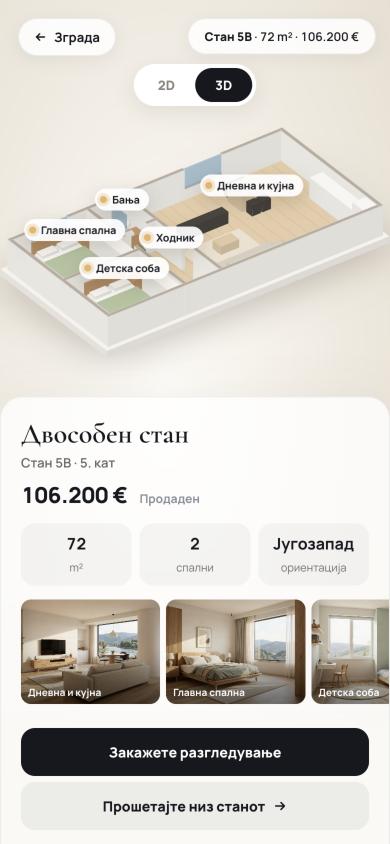 ← Зграда
Стан 5В · 72 m² · 106.200 €
2D
3D
Дневна и кујна
Бања
Главна спална
Ходник
Детска соба
Двособен стан
Стан 5В · 5. кат
106.200 € Продаден
72
m²
2
спални
Југозапад
ориентација
Дневна и кујна
Главна спална
Детска соба
Закажете разгледување
Прошетајте низ станот →